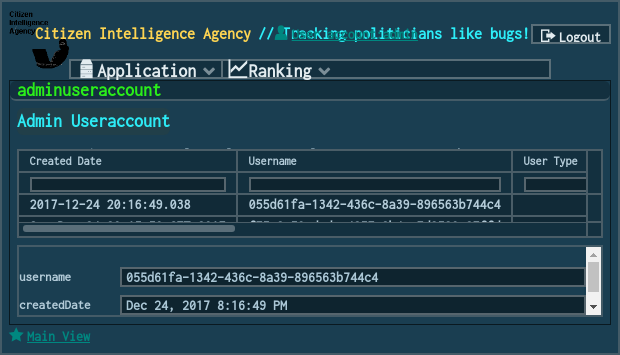 Citizen
Intelligence
Agency
Citizen Intelligence Agency // Tracking politicians like bugs!
Logout
Application
Ranking
adminuseraccount
Admin Useraccount
Created Date Username User Type
2017-12-24 20:16:49.038 055d61fa-1342-436c-8a39-896563b744c4
username 055d61fa-1342-436c-8a39-896563b744c4
createdDate Dec 24, 2017 8:16:49 PM
Main View